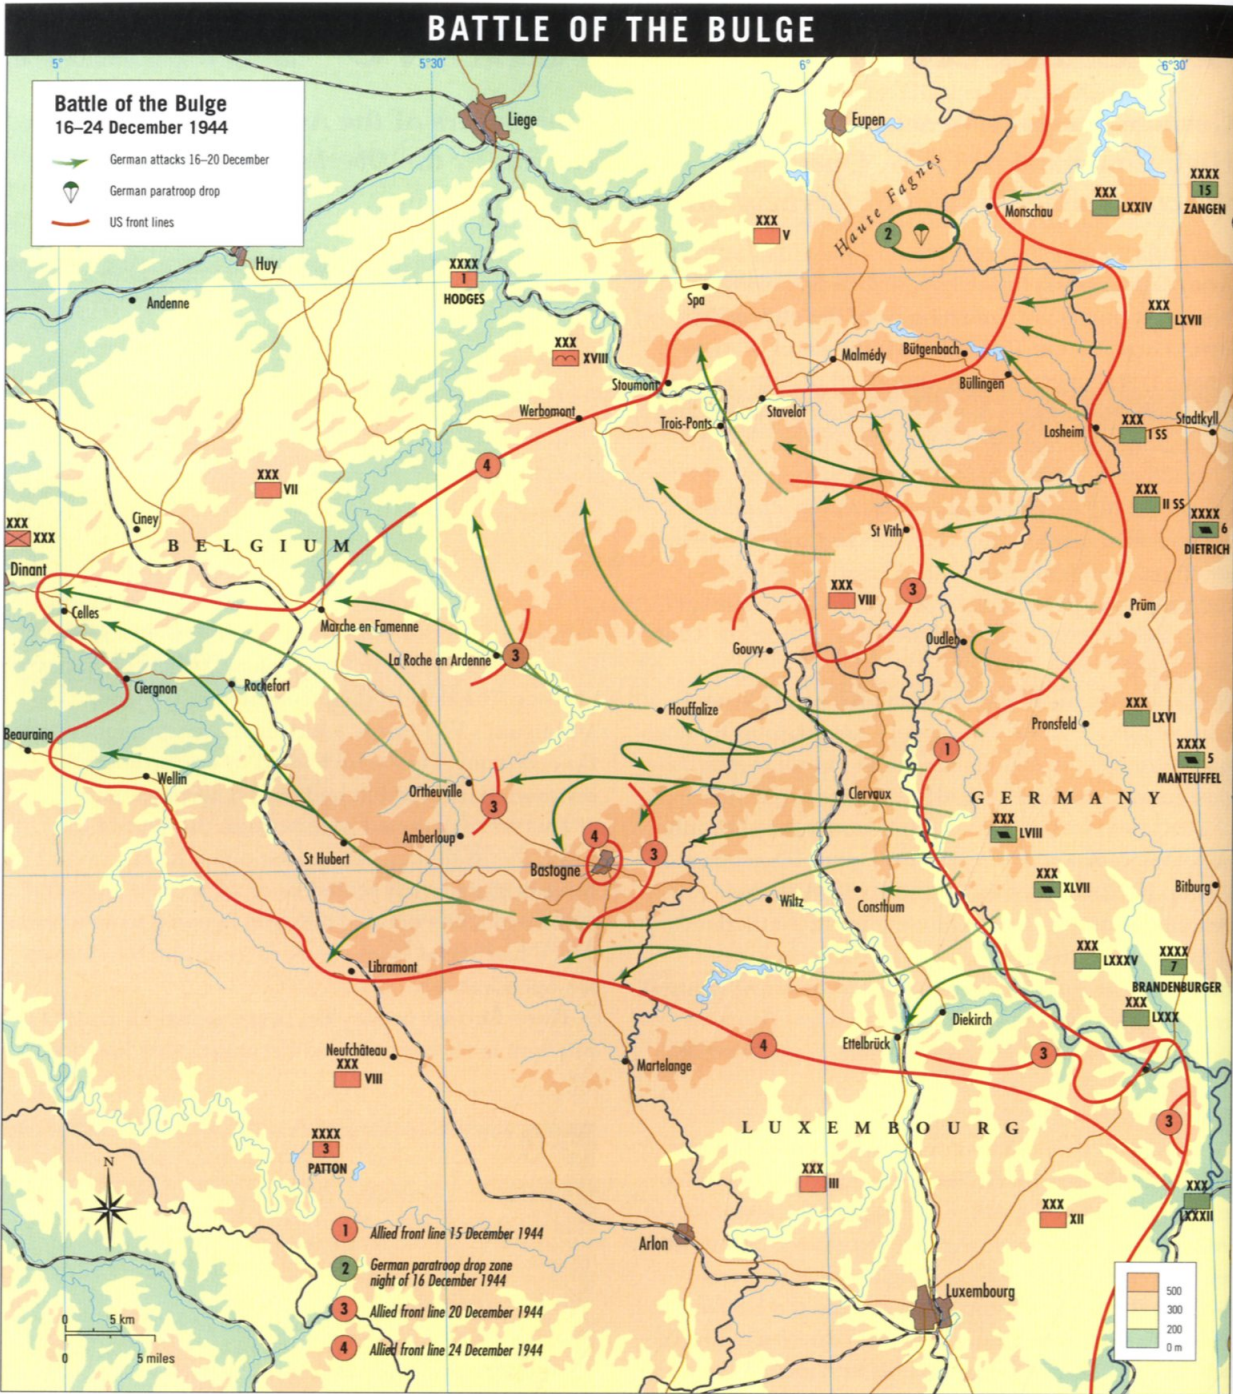 BATTLE OF THE BULGE
5°
5°30'
6°
6°30'
Battle of the Bulge
16–24 December 1944
German attacks 16–20 December
German paratroop drop
US front lines
Liege
Eupen
Haute Fagnes
2
Monschau
XXX
LXXIV
XXXX
15
ZANGEN
XXX
V
Huy
Andenne
XXXX
1
HODGES
Spa
XXX
LXVII
XXX
XVIII
Malmédy
Bütgenbach
Büllingen
Stoumont
Stavelot
Werbomont
Trois-Ponts
Losheim
XXX
I SS
Stadtkyll
4
XXX
VII
XXX
II SS
XXXX
6
DIETRICH
XXX
XXX
Ciney
BELGIUM
St Vith
Dinant
Celles
XXX
VIII
3
Prüm
Marche en Famenne
La Roche en Ardenne
3
Gouvy
Oudler
Ciergnon
Rochefort
Houffalize
XXX
LXVI
Pronsfeld
Beauraing
1
XXXX
5
MANTEUFFEL
Wellin
Ortheuville
3
Clervaux
GERMANY
XXX
LVIII
Amberloup
4
3
St Hubert
Bastogne
XXX
XLVII
Bitburg
Wiltz
Consthum
Libramont
XXX
LXXXV
XXXX
7
BRANDENBURGER
XXX
LXXX
Diekirch
Ettelbrück
4
3
Neufchâteau
XXX
VIII
Martelange
3
LUXEMBOURG
XXXX
3
PATTON
N
XXX
III
XXX
XII
XXX
LXXXII
1 Allied front line 15 December 1944
2 German paratroop drop zone
night of 16 December 1944
3 Allied front line 20 December 1944
4 Allied front line 24 December 1944
Arlon
Luxembourg
0 5 km
0 5 miles
500
300
200
0 m